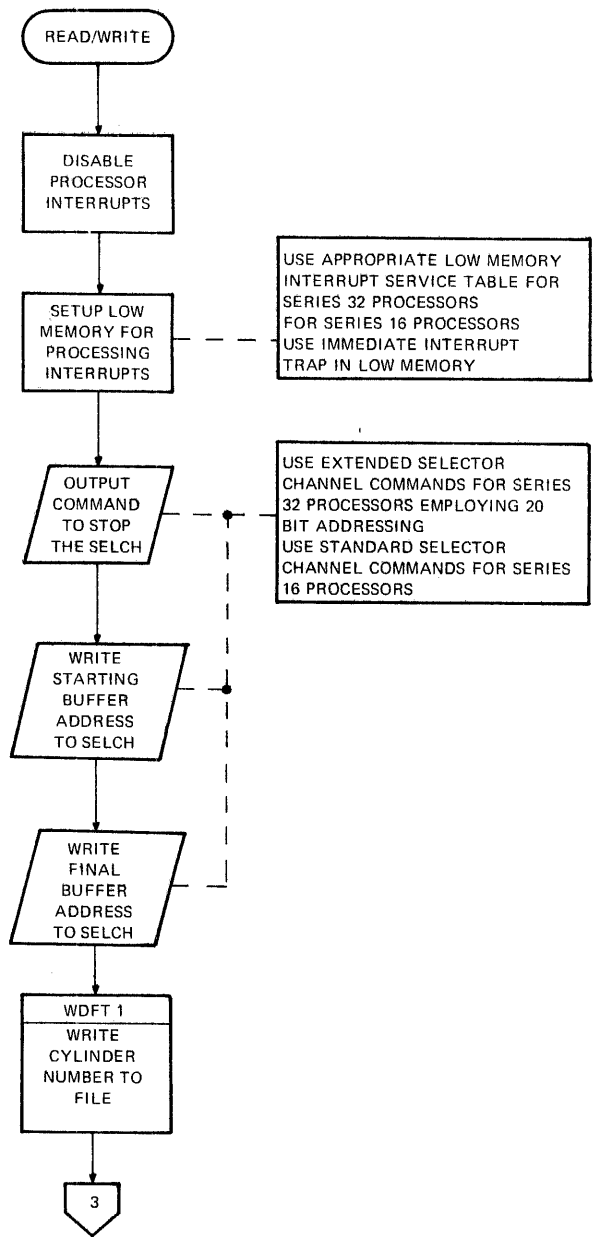 READ/WRITE
DISABLE
PROCESSOR
INTERRUPTS
SETUP LOW
MEMORY FOR
PROCESSING
INTERRUPTS
USE APPROPRIATE LOW MEMORY
INTERRUPT SERVICE TABLE FOR
SERIES 32 PROCESSORS
FOR SERIES 16 PROCESSORS
USE IMMEDIATE INTERRUPT
TRAP IN LOW MEMORY
OUTPUT
COMMAND
TO STOP
THE SELCH
USE EXTENDED SELECTOR
CHANNEL COMMANDS FOR SERIES
32 PROCESSORS EMPLOYING 20
BIT ADDRESSING
USE STANDARD SELECTOR
CHANNEL COMMANDS FOR SERIES
16 PROCESSORS
WRITE
STARTING
BUFFER
ADDRESS
TO SELCH
WRITE
FINAL
BUFFER
ADDRESS
TO SELCH
WDFT 1
WRITE
CYLINDER
NUMBER TO
FILE
3